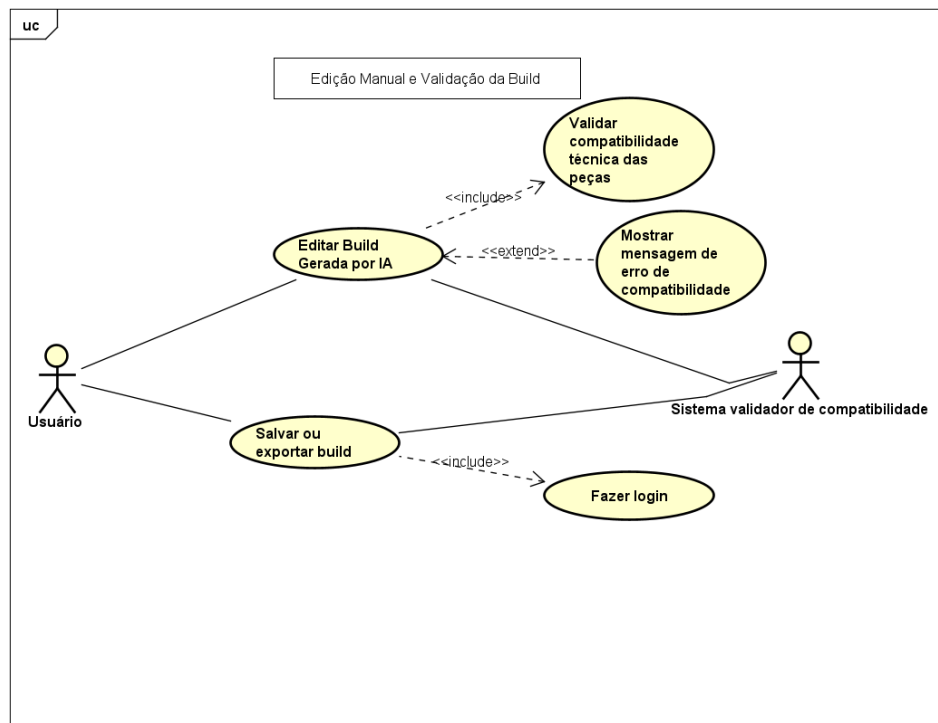 uc
Edição Manual e Validação da Build
Validar
compatibilidade
técnica das
peças
<<include>>
Editar Build
Gerada por IA
<<extend>>
Mostrar
mensagem de
erro de
compatibilidade
Usuário
Sistema validador de compatibilidade
Salvar ou
exportar build
<<include>>
Fazer login